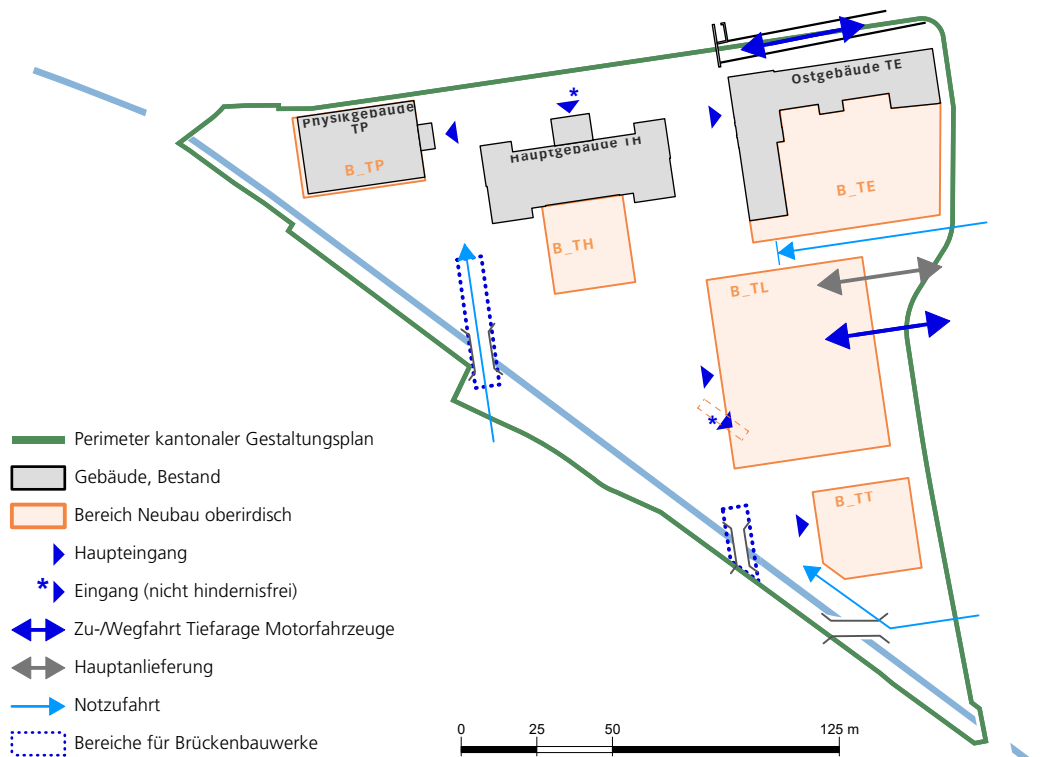 Ostgebäude TE
*
Physikgebäude
TP
B_TP
Hauptgebäude TH
B_TE
B_TH
B_TL
*
B_TT
Perimeter kantonaler Gestaltungsplan
Gebäude, Bestand
Bereich Neubau oberirdisch
Haupteingang
* Eingang (nicht hindernisfrei)
Zu-/Wegfahrt Tiefarage Motorfahrzeuge
Hauptanlieferung
Notzufahrt
Bereiche für Brückenbauwerke
0 25 50 125 m